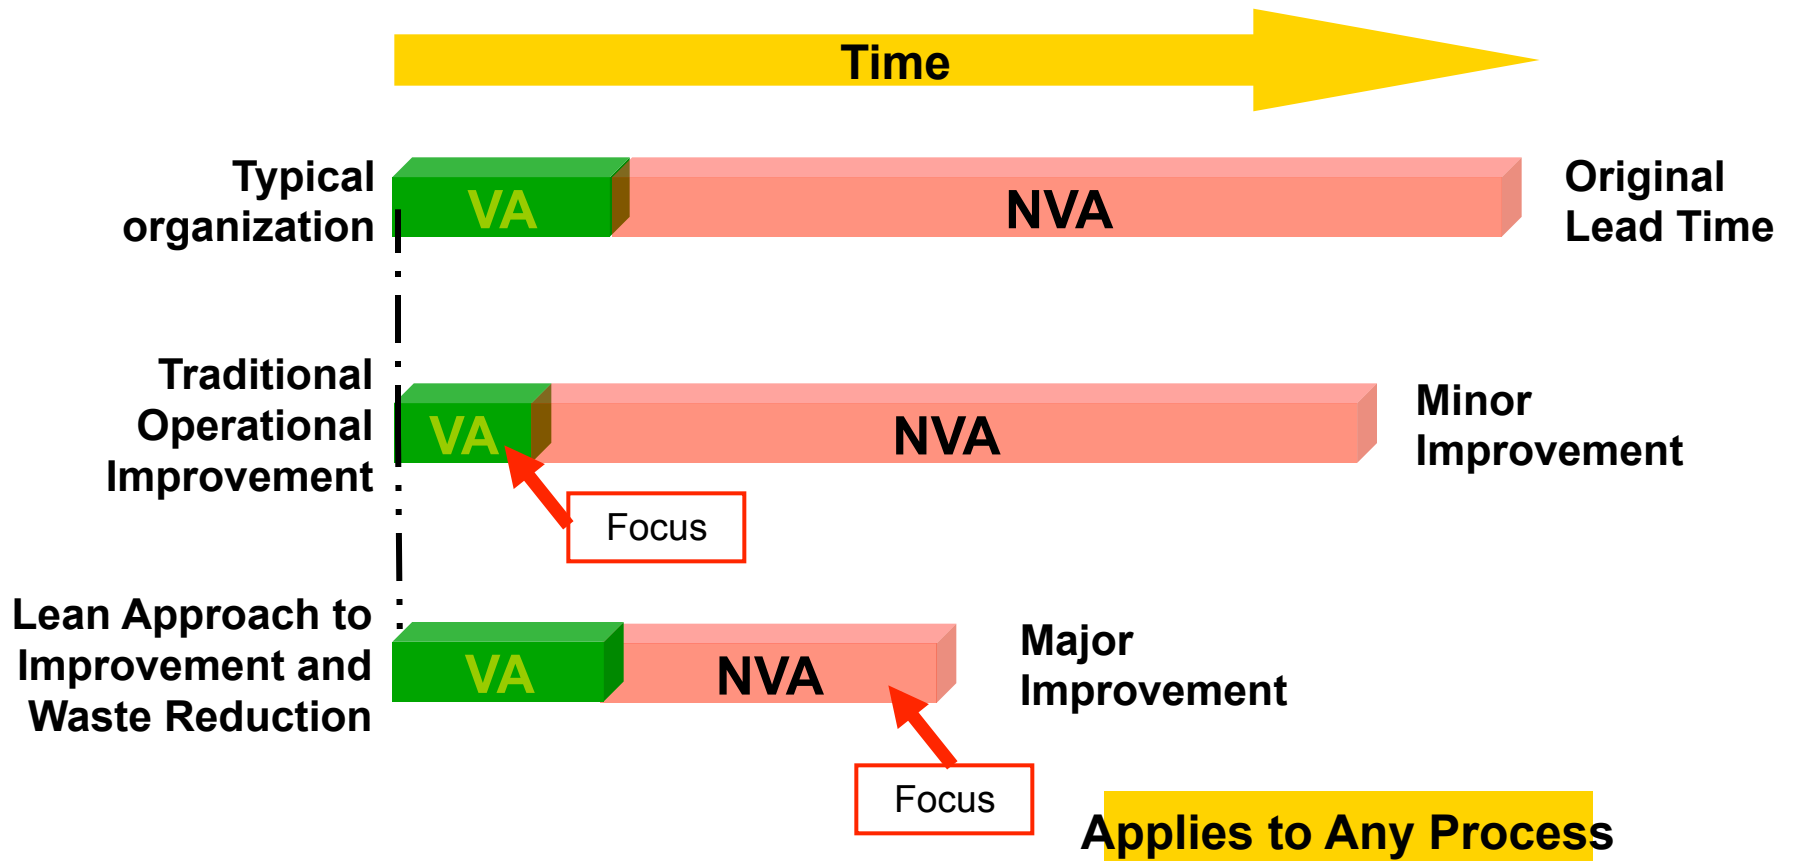 Time
Typical
organization
VA
NVA
Original
Lead Time
Traditional
Operational
Improvement
VA
NVA
Minor
Improvement
Focus
Lean Approach to
Improvement and
Waste Reduction
VA
NVA
Major
Improvement
Focus
Applies to Any Process